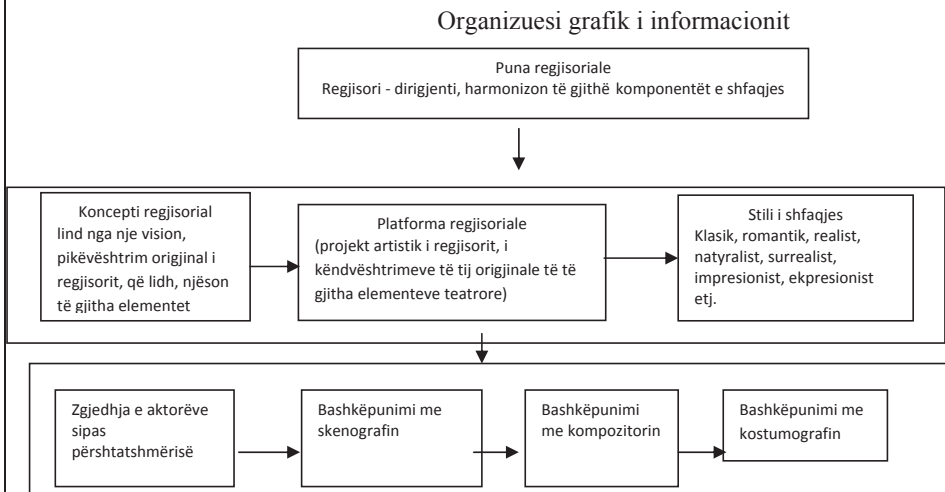 Organizuesi grafik i informacionit
Puna regjisoriale
Regjisori - dirigjenti, harmonizon të gjithë komponentët e shfaqjes
Koncepti regjisorial
lind nga nje vision,
pikëvështrim origjinal i
regjisorit, që lidh, njëson
të gjitha elementet
Platforma regjisoriale
(projekt artistik i regjisorit, i
këndvështrimeve të tij origjinale të të
gjitha elementeve teatrore)
Stili i shfaqjes
Klasik, romantik, realist,
natyralist, surrealist,
impresionist, ekpresionist
etj.
Zgjedhja e aktorëve
sipas
përshtatshmërisë
Bashkëpunimi me
skenografin
Bashkëpunimi
me kompozitorin
Bashkëpunimi me
kostumografin